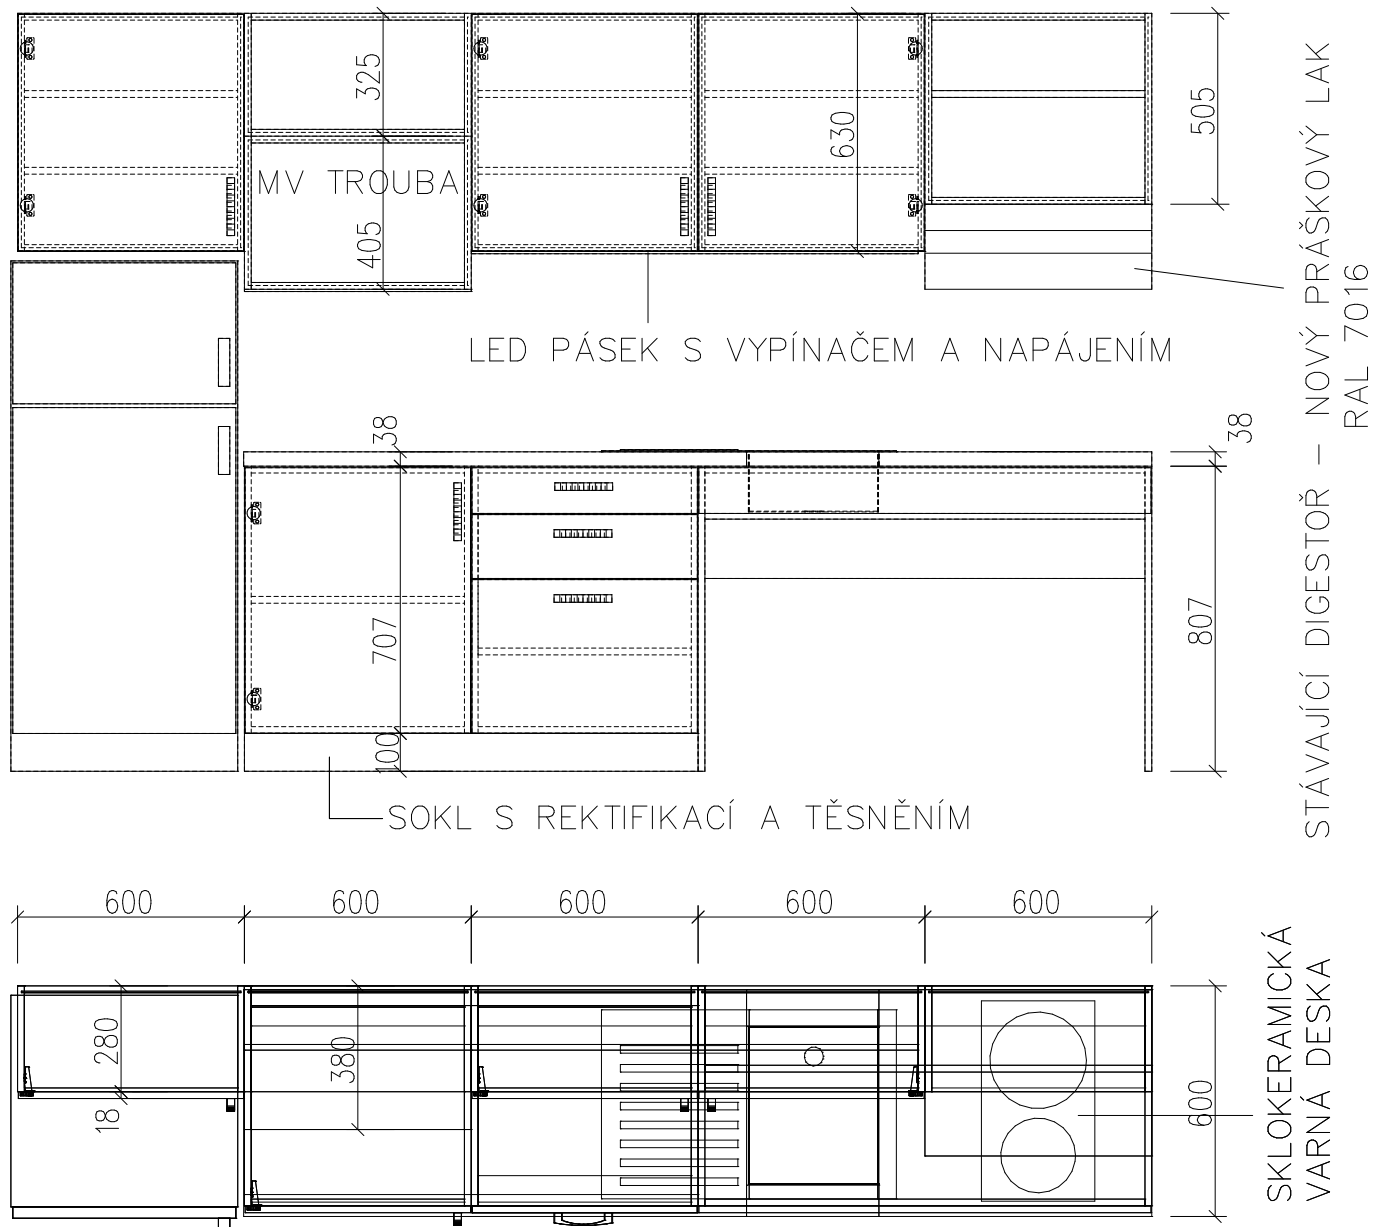 325
MV TROUBA
405
630
505
LED PÁSEK S VYPÍNAČEM A NAPÁJENÍM
STÁVAJÍCÍ DIGESTOŘ – NOVÝ PRÁŠKOVÝ LAK
RAL 7016
38
38
707
807
100
SOKL S REKTIFIKACÍ A TĚSNĚNÍM
600
600
600
600
600
280
18
380
600
SKLOKERAMICKÁ
VARNÁ DESKA